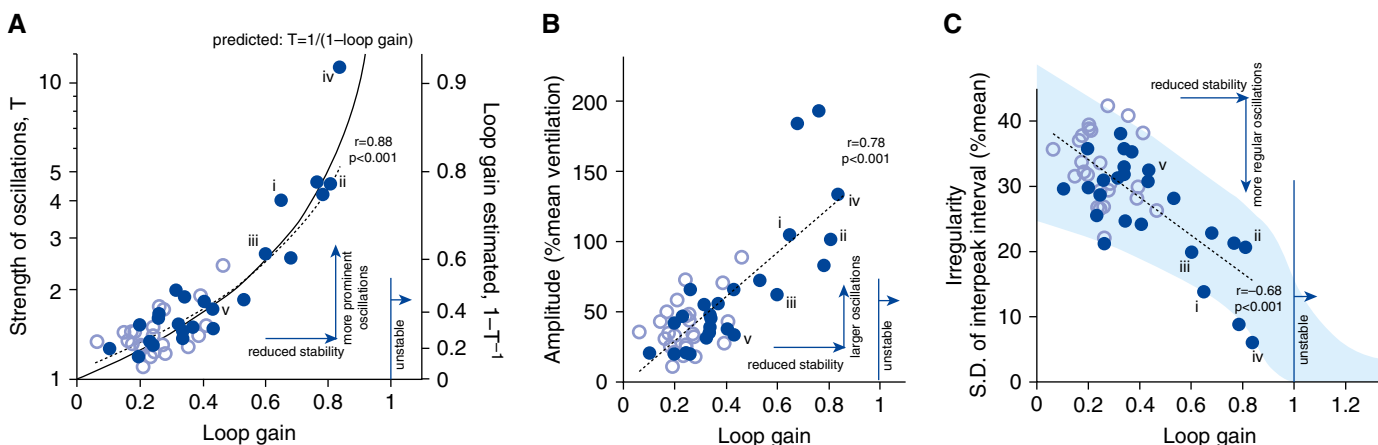 A
predicted: T=1/(1–loop gain)
Strength of oscillations, T
10
5
4
3
2
1
0.9
0.8
0.6
0.4
0.2
0
Loop gain estimated, 1–T⁻¹
iv
r=0.88
p<0.001
i
ii
iii
v
more prominent
oscillations
reduced stability
unstable
0
0.2
0.4
0.6
0.8
1
Loop gain
B
Amplitude (%mean ventilation)
200
150
100
50
0
r=0.78
p<0.001
iv
i
ii
iii
v
larger oscillations
reduced stability
unstable
0
0.2
0.4
0.6
0.8
1
Loop gain
C
Irregularity
S.D. of interpeak interval (%mean)
40
30
20
10
0
reduced stability
more regular oscillations
v
ii
iii
i
iv
r=–0.68
p<0.001
unstable
0
0.2
0.4
0.6
0.8
1
1.2
Loop gain